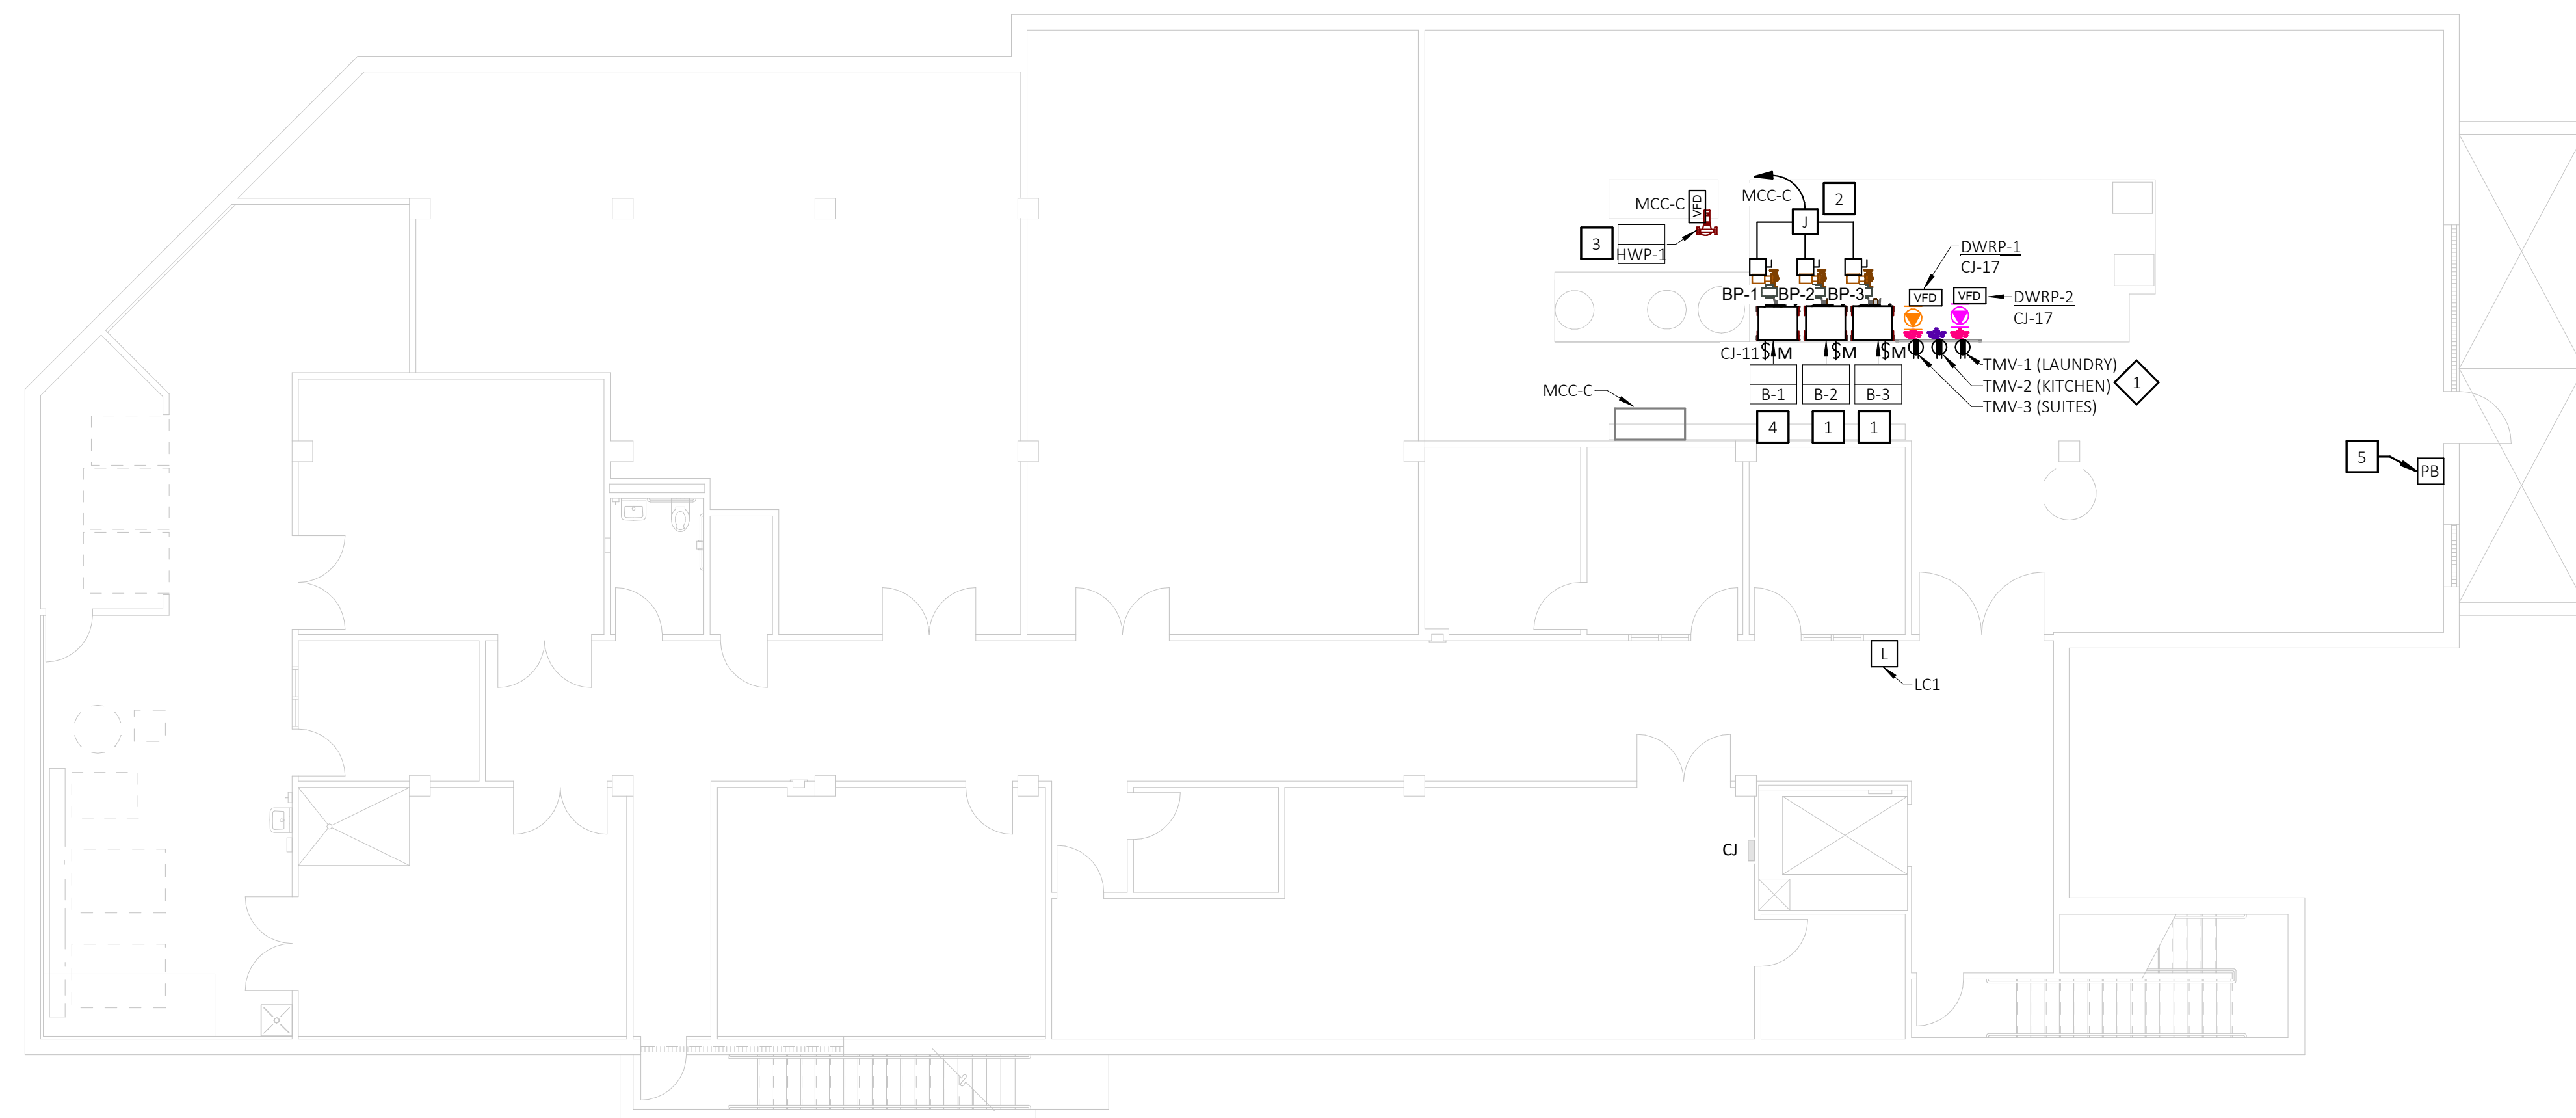 MCC-C
VFD
3
HWP-1
MCC-C
2
J
DWRP-1
CJ-17
VFD
VFD
DWRP-2
CJ-17
BP-1 BP-2 BP-3
CJ-11 $M $M $M
TMV-1 (LAUNDRY)
TMV-2 (KITCHEN)
TMV-3 (SUITES)
1
B-1 B-2 B-3
MCC-C
4 1 1
5
PB
L
LC1
CJ